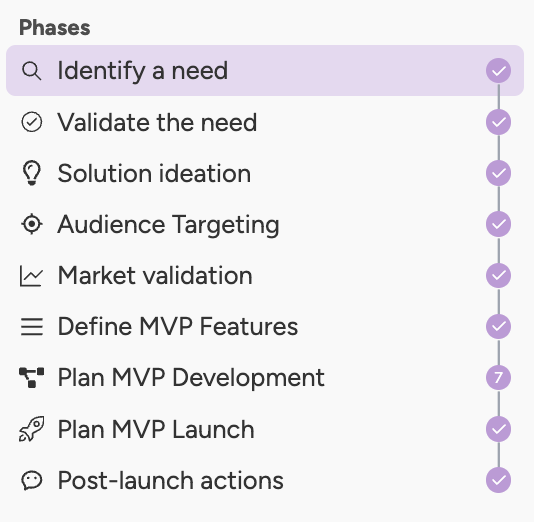 Phases
Identify a need
Validate the need
Solution ideation
Audience Targeting
Market validation
Define MVP Features
Plan MVP Development 7
Plan MVP Launch
Post-launch actions